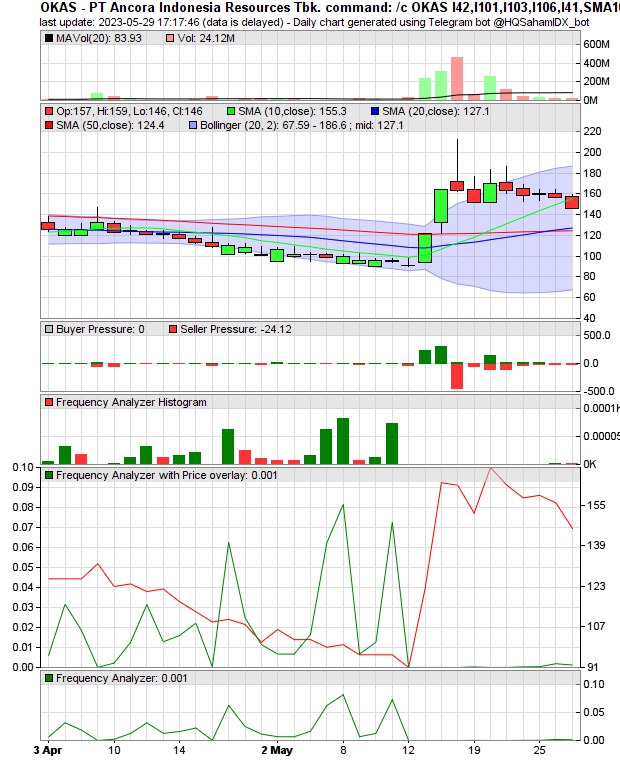 OKAS - PT Ancora Indonesia Resources Tbk. command: /c OKAS I42,I101,I103,I106,I41,SMA10
last update: 2023-05-29 17:17:46 (data is delayed) - Daily chart generated using Telegram bot @HQSahamIDX_bot
MAVol(20): 83.93 Vol: 24.12M
600M
400M
200M
0M
Op:157, Hi:159, Lo:146, Cl:146 SMA (10,close): 155.3 SMA (20,close): 127.1
SMA (50,close): 124.4 Bollinger (20, 2): 67.59 - 186.6 ; mid: 127.1
220
200
180
160
140
120
100
80
60
40
Buyer Pressure: 0 Seller Pressure: -24.12
500.0
0.0
-500.0
Frequency Analyzer Histogram
0.0001K
0.00005
0K
Frequency Analyzer with Price overlay: 0.001
0.10
0.09
0.08
0.07
0.06
0.05
0.04
0.03
0.02
0.01
0.00
155
139
123
107
91
Frequency Analyzer: 0.001
0.10
0.05
0.00
3 Apr 10 14 2 May 8 12 19 25